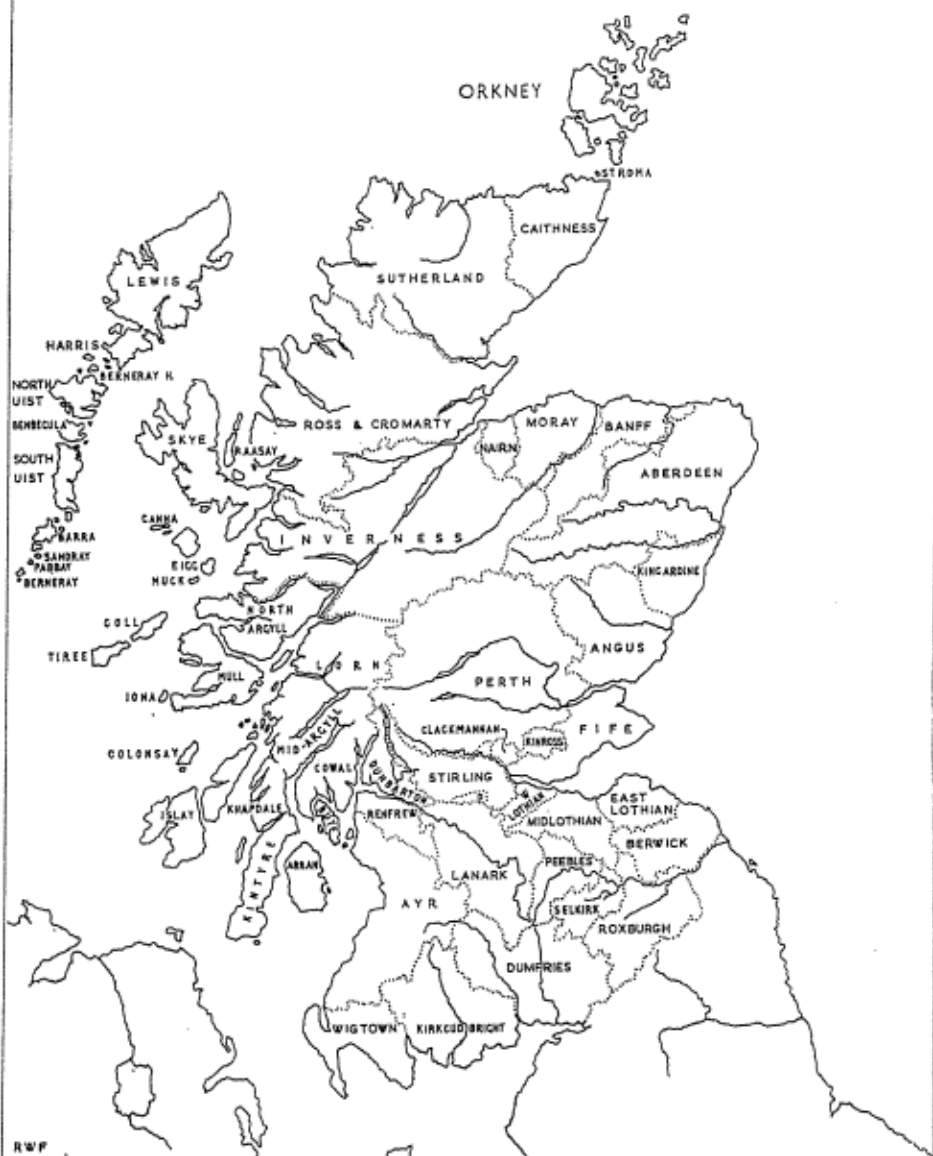 ORKNEY
STROMA
CAITHNESS
SUTHERLAND
LEWIS
HARRIS
BERNERAY H.
NORTH
UIST
BENBECULA
SOUTH
UIST
SKYE
RAASAY
ROSS & CROMARTY
NAIRN
MORAY
BANFF
ABERDEEN
CANNA
BARRA
SANDRAY
PABBAY
BERNERAY
INVERNESS
EIGG
MUCK
KINCARDINE
NORTH
ARGYLL
COLL
TIREE
MULL
LORN
ANGUS
PERTH
IONA
MID-ARGYLL
CLACKMANNAN
KINROSS
FIFE
COLONSAY
COWAL
DUNBARTON
STIRLING
D
W
LOTHIAN
EAST
LOTHIAN
MIDLOTHIAN
BERWICK
ISLAY
KNAPDALE
BUTE
RENFREW
KINTYRE
ARRAN
LANARK
PEEBLES
SELKIRK
ROXBURGH
AYR
DUMFRIES
WIGTOWN
KIRKCUDBRIGHT
RWF